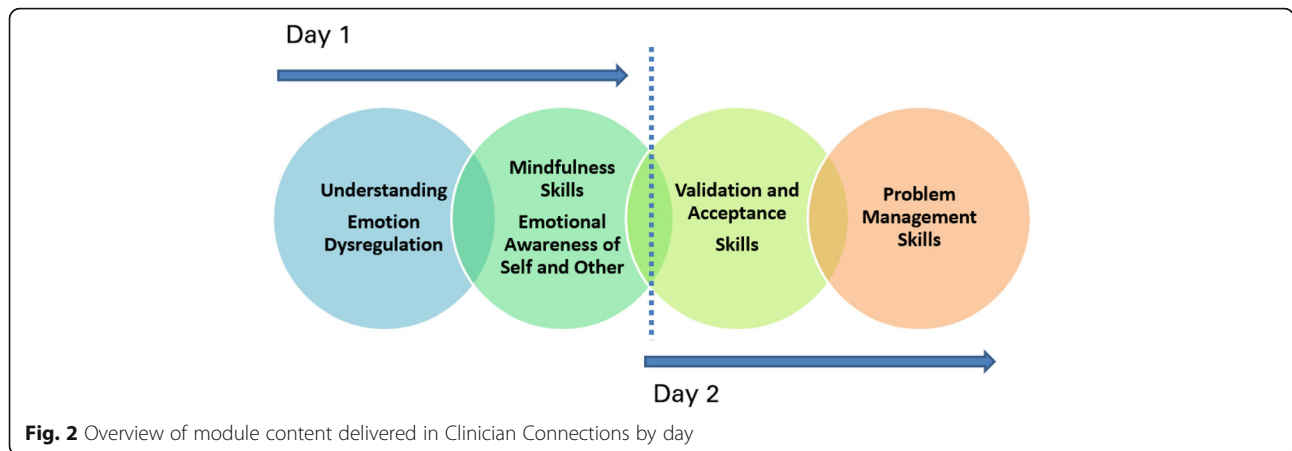 Day 1
Understanding
Emotion
Dysregulation
Mindfulness
Skills
Emotional
Awareness of
Self and Other
Validation and
Acceptance
Skills
Problem
Management
Skills
Day 2
Fig. 2 Overview of module content delivered in Clinician Connections by day